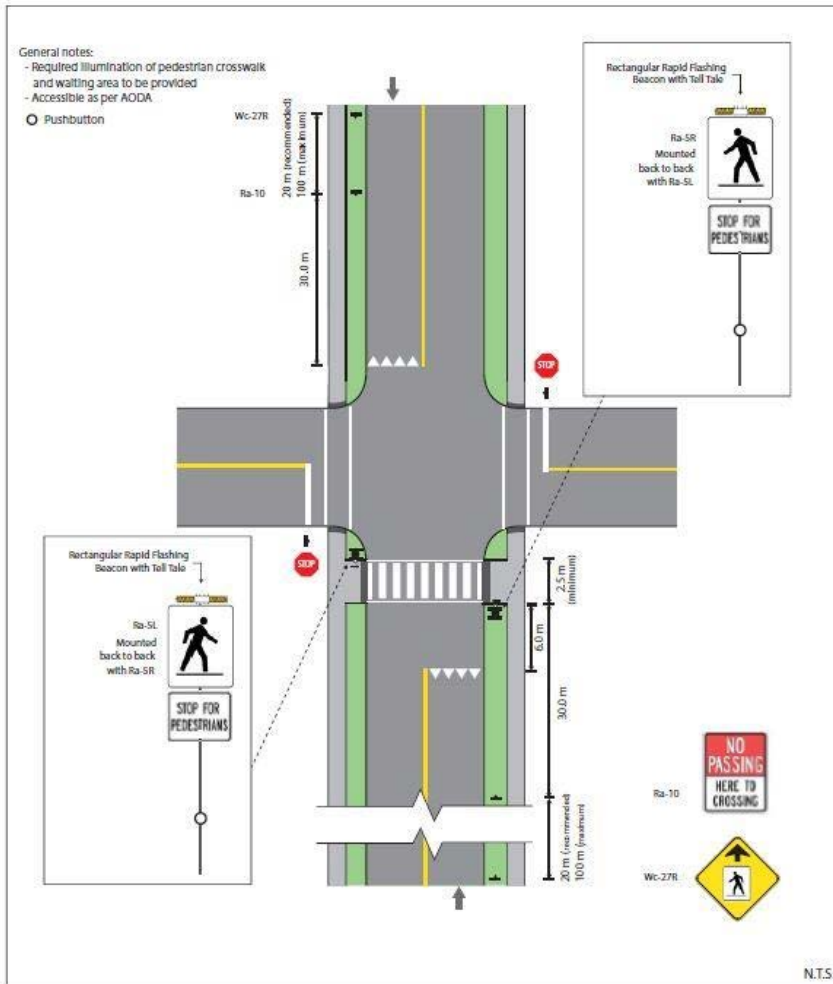 General notes:
- Required illumination of pedestrian crosswalk
and waiting area to be provided
- Accessible as per AODA
Pushbutton
Wc-27R
Ra-10
20 m (recommended)
100 m (maximum)
30.0 m
Rectangular Rapid Flashing
Beacon with Tell Tale
Ra-5R
Mounted
back to back
with Ra-5L
STOP FOR
PEDESTRIANS
STOP
STOP
Rectangular Rapid Flashing
Beacon with Tell Tale
Ra-5L
Mounted
back to back
with Ra-5R
STOP FOR
PEDESTRIANS
2.5 m
(minimum)
6.0 m
30.0 m
20 m (recommended)
100 m (maximum)
Ra-10
NO
PASSING
HERE TO
CROSSING
Wc-27R
N.T.S.